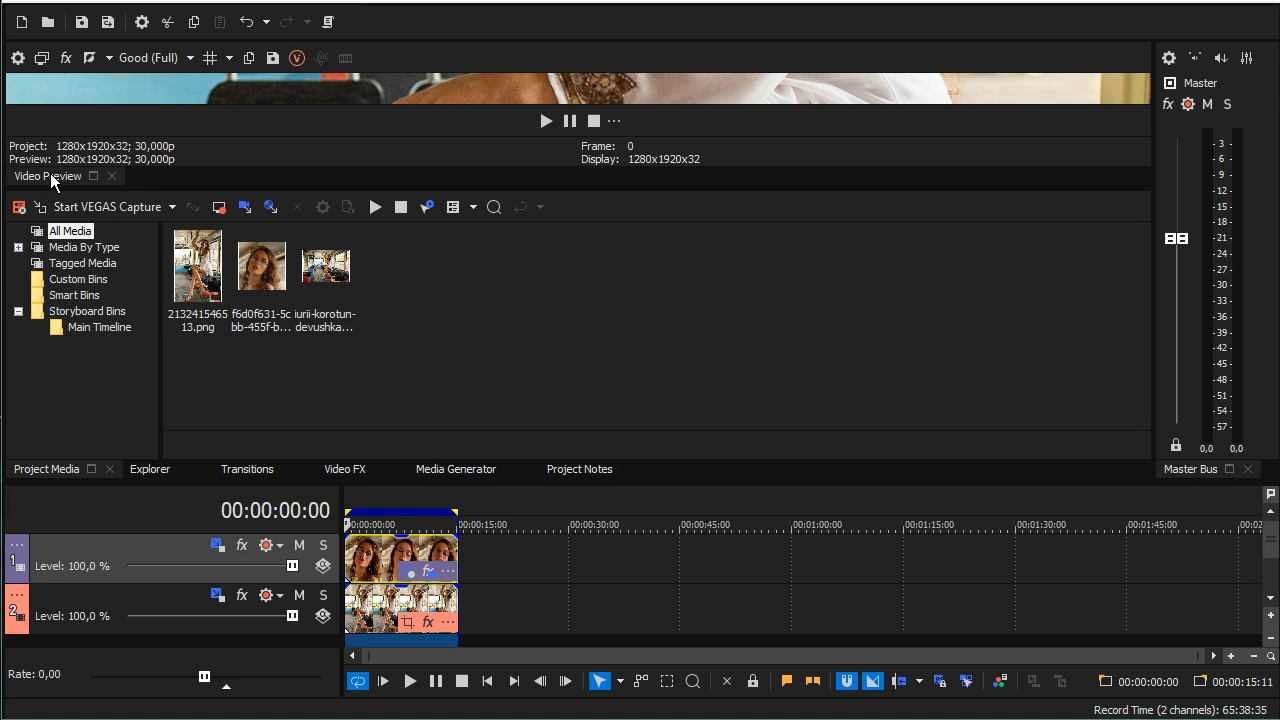 Good (Full)
Master
fx M S
Project: 1280x1920x32; 30,000p
Preview: 1280x1920x32; 30,000p
Frame: 0
Display: 1280x1920x32
Video Preview
Start VEGAS Capture
All Media
Media By Type
Tagged Media
Custom Bins
Smart Bins
Storyboard Bins
Main Timeline
2132415465
13.png
f6d0f631-5c
bb-455f-b...
iurii-korotun-
devushka...
- 3 -
- 6 -
- 9 -
- 12 -
- 15 -
- 18 -
- 21 -
- 24 -
- 27 -
- 30 -
- 33 -
- 36 -
- 39 -
- 42 -
- 45 -
- 48 -
- 51 -
- 54 -
- 57 -
0,0 0,0
Project Media Explorer Transitions Video FX Media Generator Project Notes
Master Bus
00:00:00:00
00:00:00:00 00:00:15:00 00:00:30:00 00:00:45:00 00:01:00:00 00:01:15:00 00:01:30:00 00:01:45:00 00:02
1 fx M S
Level: 100,0 %
fx
2 fx M S
Level: 100,0 %
fx
Rate: 0,00
00:00:00:00 00:00:15:11
Record Time (2 channels): 65:38:35